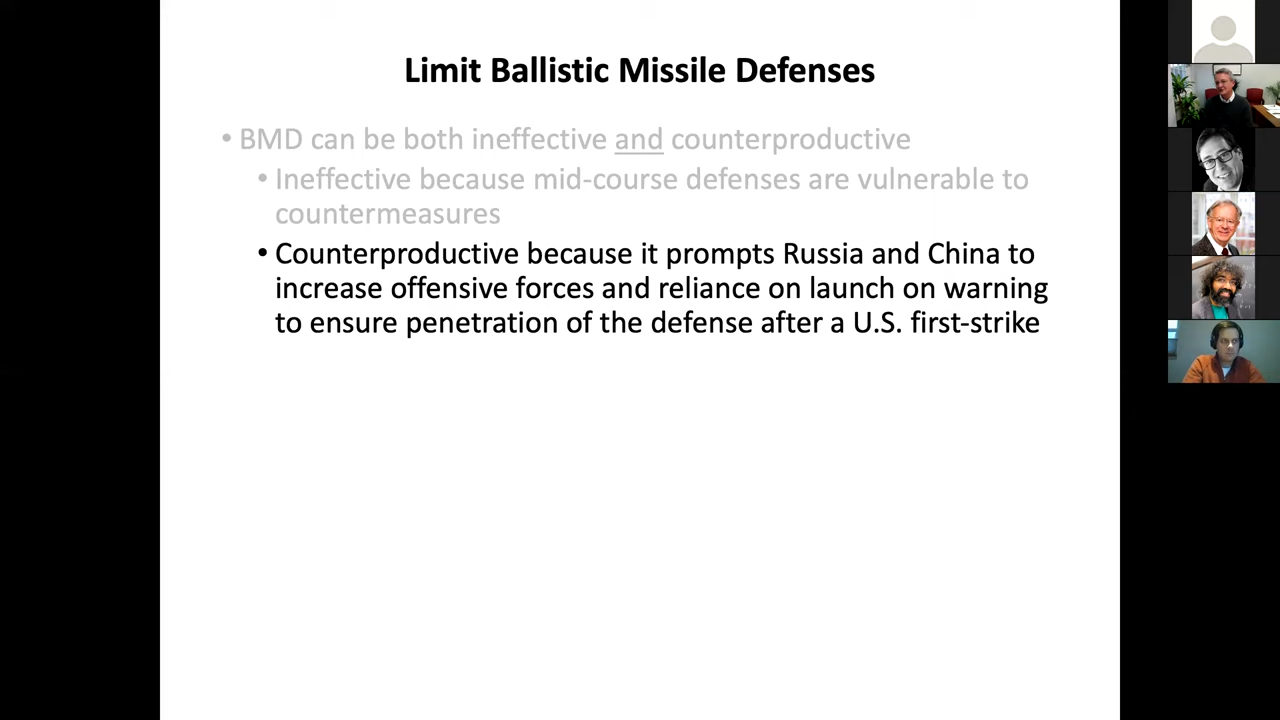 Limit Ballistic Missile Defenses
• BMD can be both ineffective and counterproductive
• Ineffective because mid-course defenses are vulnerable to
countermeasures
• Counterproductive because it prompts Russia and China to
increase offensive forces and reliance on launch on warning
to ensure penetration of the defense after a U.S. first-strike